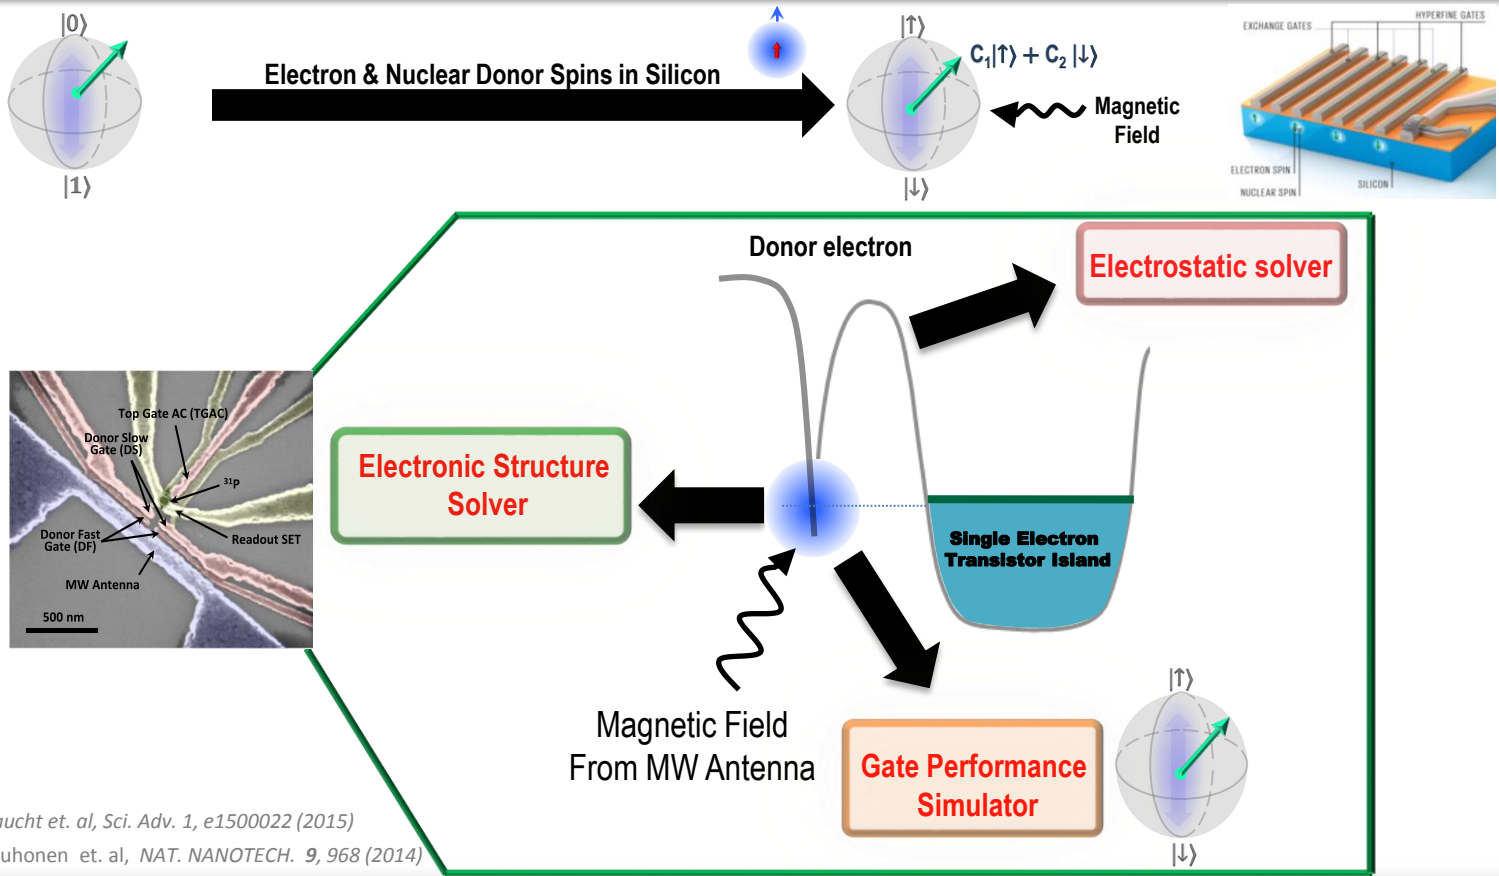 |0⟩
|1⟩
Electron & Nuclear Donor Spins in Silicon
|↑⟩
C₁|↑⟩ + C₂ |↓⟩
|↓⟩
Magnetic
Field
EXCHANGE GATES
HYPERFINE GATES
ELECTRON SPIN
NUCLEAR SPIN
SILICON
Donor electron
Electrostatic solver
Top Gate AC (TGAC)
Donor Slow
Gate (DS)
³¹P
Donor Fast
Gate (DF)
Readout SET
MW Antenna
500 nm
Electronic Structure
Solver
Single Electron
Transistor Island
Magnetic Field
From MW Antenna
Gate Performance
Simulator
|↑⟩
|↓⟩
aucht et. al, Sci. Adv. 1, e1500022 (2015)
uhonen et. al, NAT. NANOTECH. 9, 968 (2014)